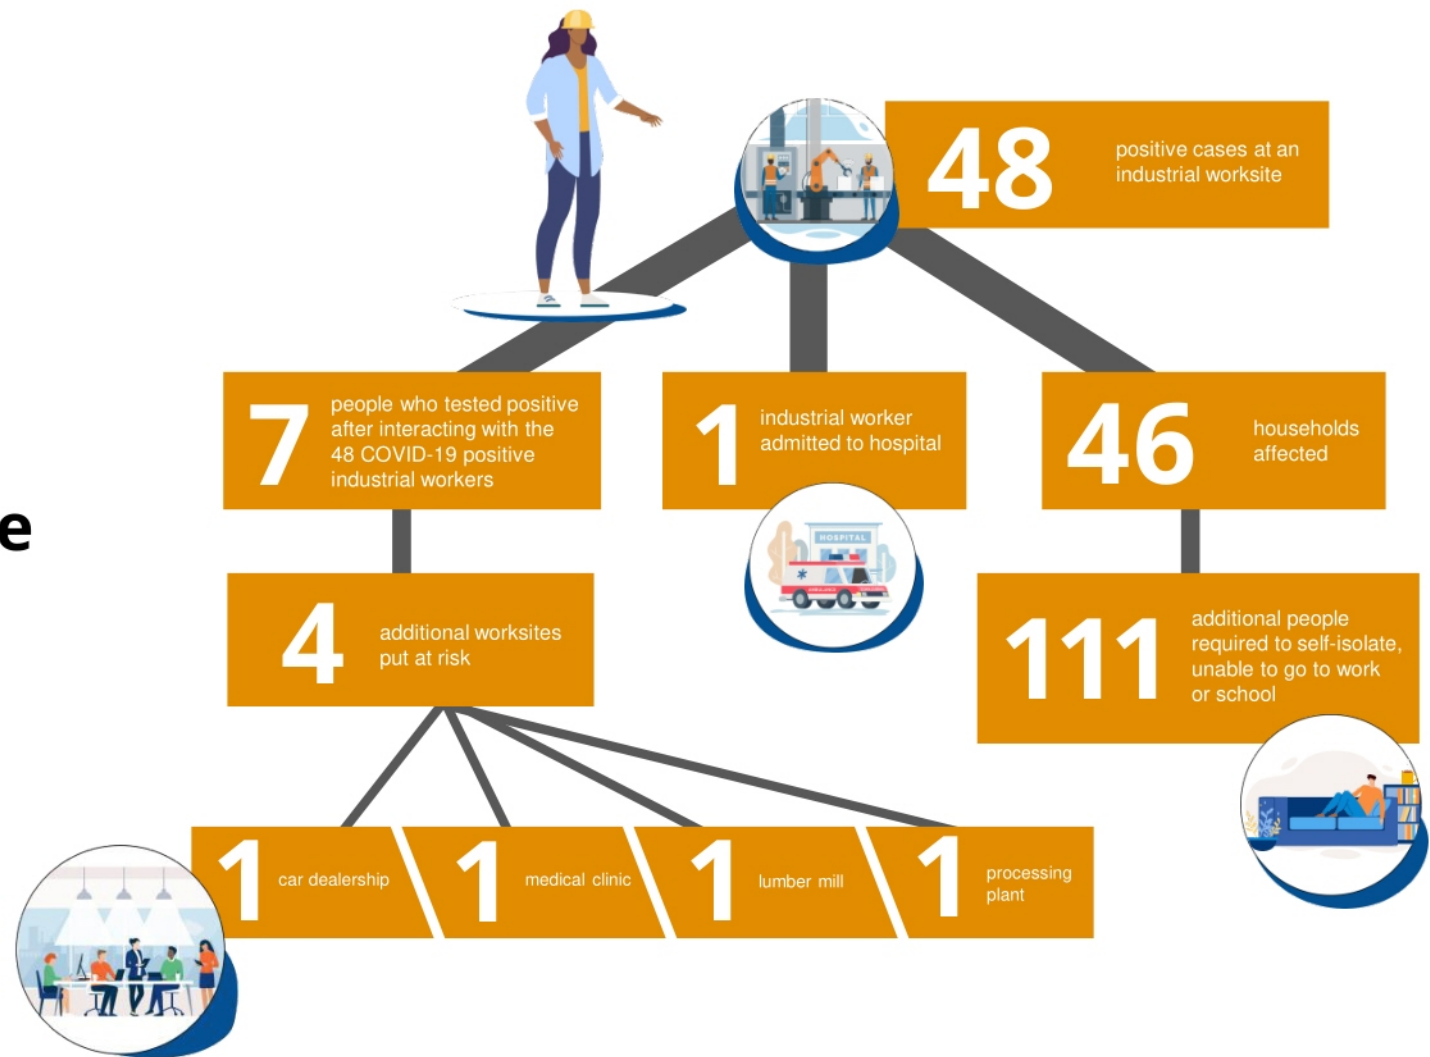 48
positive cases at an
industrial worksite
7
people who tested positive
after interacting with the
48 COVID-19 positive
industrial workers
1
industrial worker
admitted to hospital
46
households
affected
e
HOSPITAL
AMBULANCE
4
additional worksites
put at risk
111
additional people
required to self-isolate,
unable to go to work
or school
1
car dealership
1
medical clinic
1
lumber mill
1
processing
plant